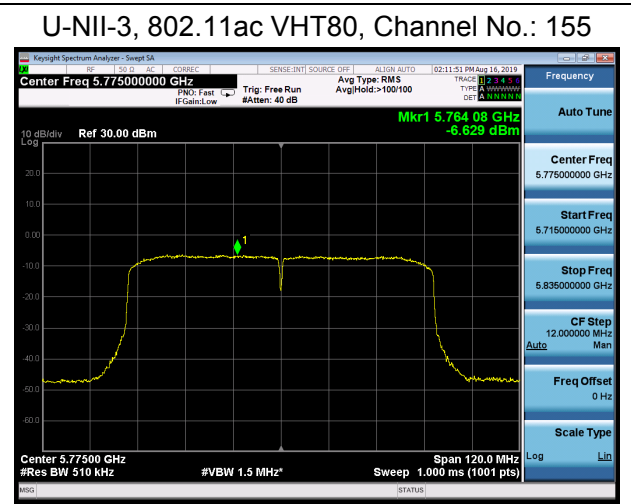 U-NII-3, 802.11ac VHT80, Channel No.: 155
Keysight Spectrum Analyzer - Swept SA
RF 50 Ω AC CORREC SENSE:INT SOURCE OFF ALIGN AUTO 02:11:51 PM Aug 16, 2019
Center Freq 5.775000000 GHz
PNO: Fast
IFGain:Low
Trig: Free Run
#Atten: 40 dB
Avg Type: RMS
Avg|Hold:>100/100
TRACE 1 2 3 4 5 6
TYPE A WWWWW
DET A N N N N N
Mkr1 5.764 08 GHz
-6.629 dBm
10 dB/div Ref 30.00 dBm
Log
20.0
10.0
0.00
1
-10.0
-20.0
-30.0
-40.0
-50.0
-60.0
Center 5.77500 GHz Span 120.0 MHz
#Res BW 510 kHz #VBW 1.5 MHz* Sweep 1.000 ms (1001 pts)
MSG STATUS
Frequency
Auto Tune
Center Freq
5.775000000 GHz
Start Freq
5.715000000 GHz
Stop Freq
5.835000000 GHz
CF Step
12.000000 MHz
Auto Man
Freq Offset
0 Hz
Scale Type
Log Lin